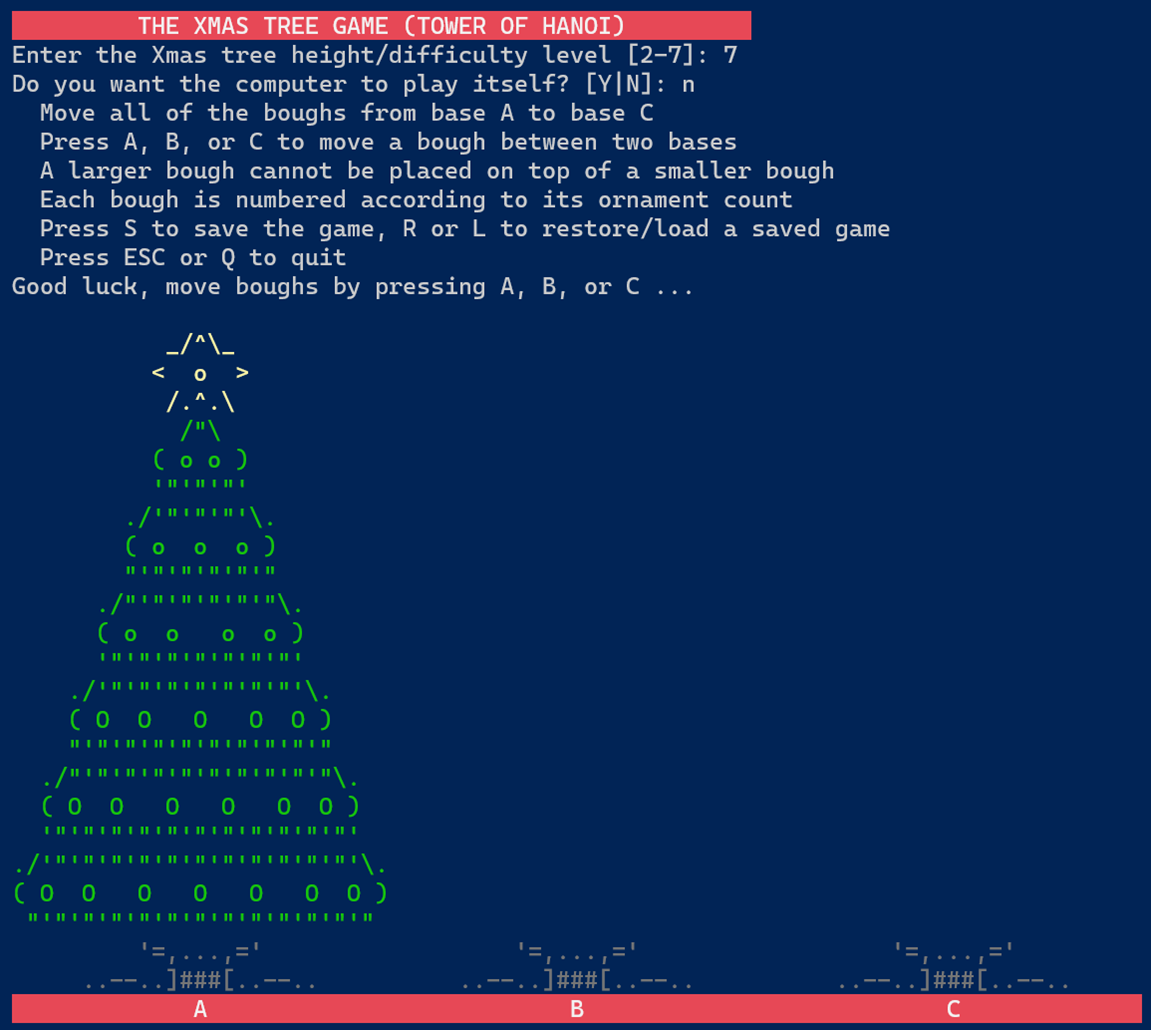 THE XMAS TREE GAME (TOWER OF HANOI)
Enter the Xmas tree height/difficulty level [2-7]: 7
Do you want the computer to play itself? [Y|N]: n
Move all of the boughs from base A to base C
Press A, B, or C to move a bough between two bases
A larger bough cannot be placed on top of a smaller bough
Each bough is numbered according to its ornament count
Press S to save the game, R or L to restore/load a saved game
Press ESC or Q to quit
Good luck, move boughs by pressing A, B, or C ...
_/^\_
<  o  >
/.^.\
/"\
( o o )
'"'"'"'
./'"'"'"'\.
( o  o  o )
"'"'"'"'"'"
./"'"'"'"'"'"\.
( o  o   o  o )
'"'"'"'"'"'"'"'
./'"'"'"'"'"'"'"'\.
( O  O   O   O  O )
"'"'"'"'"'"'"'"'"'"
./"'"'"'"'"'"'"'"'"'"\.
( O  O   O   O   O  O )
'"'"'"'"'"'"'"'"'"'"'"'
./'"'"'"'"'"'"'"'"'"'"'"'\.
( O  O   O   O   O   O  O )
"'"'"'"'"'"'"'"'"'"'"'"'"
'=,...,=' '=,...,=' '=,...,='
..--..]###[..--.. ..--..]###[..--.. ..--..]###[..--..
A B C